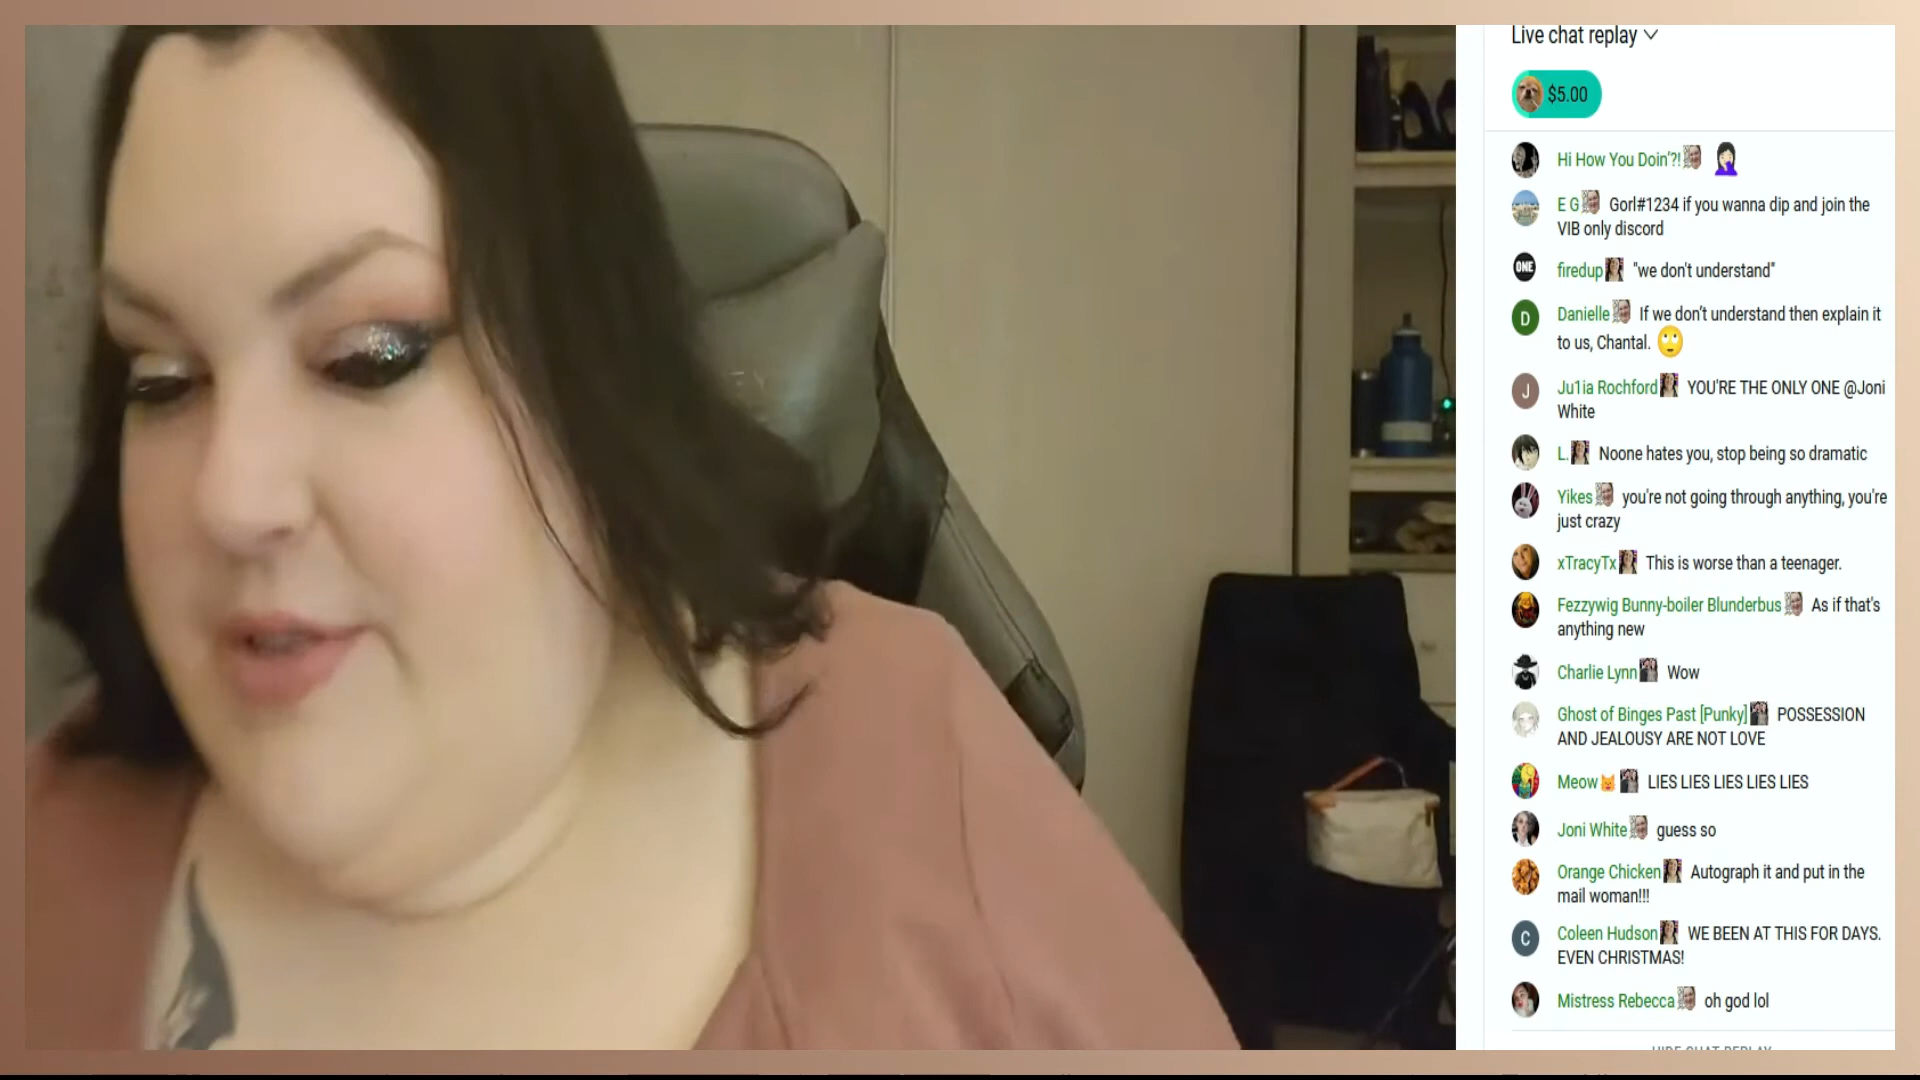 Live chat replay
$5.00
Hi How You Doin'?!
E G Gorl#1234 if you wanna dip and join the
VIB only discord
ONE
firedup "we don't understand"
D
Danielle If we don't understand then explain it
to us, Chantal.
J
Ju1ia Rochford YOU'RE THE ONLY ONE @Joni
White
L. Noone hates you, stop being so dramatic
Yikes you're not going through anything, you're
just crazy
xTracyTx This is worse than a teenager.
Fezzywig Bunny-boiler Blunderbus As if that's
anything new
Charlie Lynn Wow
Ghost of Binges Past [Punky] POSSESSION
AND JEALOUSY ARE NOT LOVE
Meow LIES LIES LIES LIES LIES
Joni White guess so
Orange Chicken Autograph it and put in the
mail woman!!!
C
Coleen Hudson WE BEEN AT THIS FOR DAYS.
EVEN CHRISTMAS!
Mistress Rebecca oh god lol
HIDE CHAT REPLAY